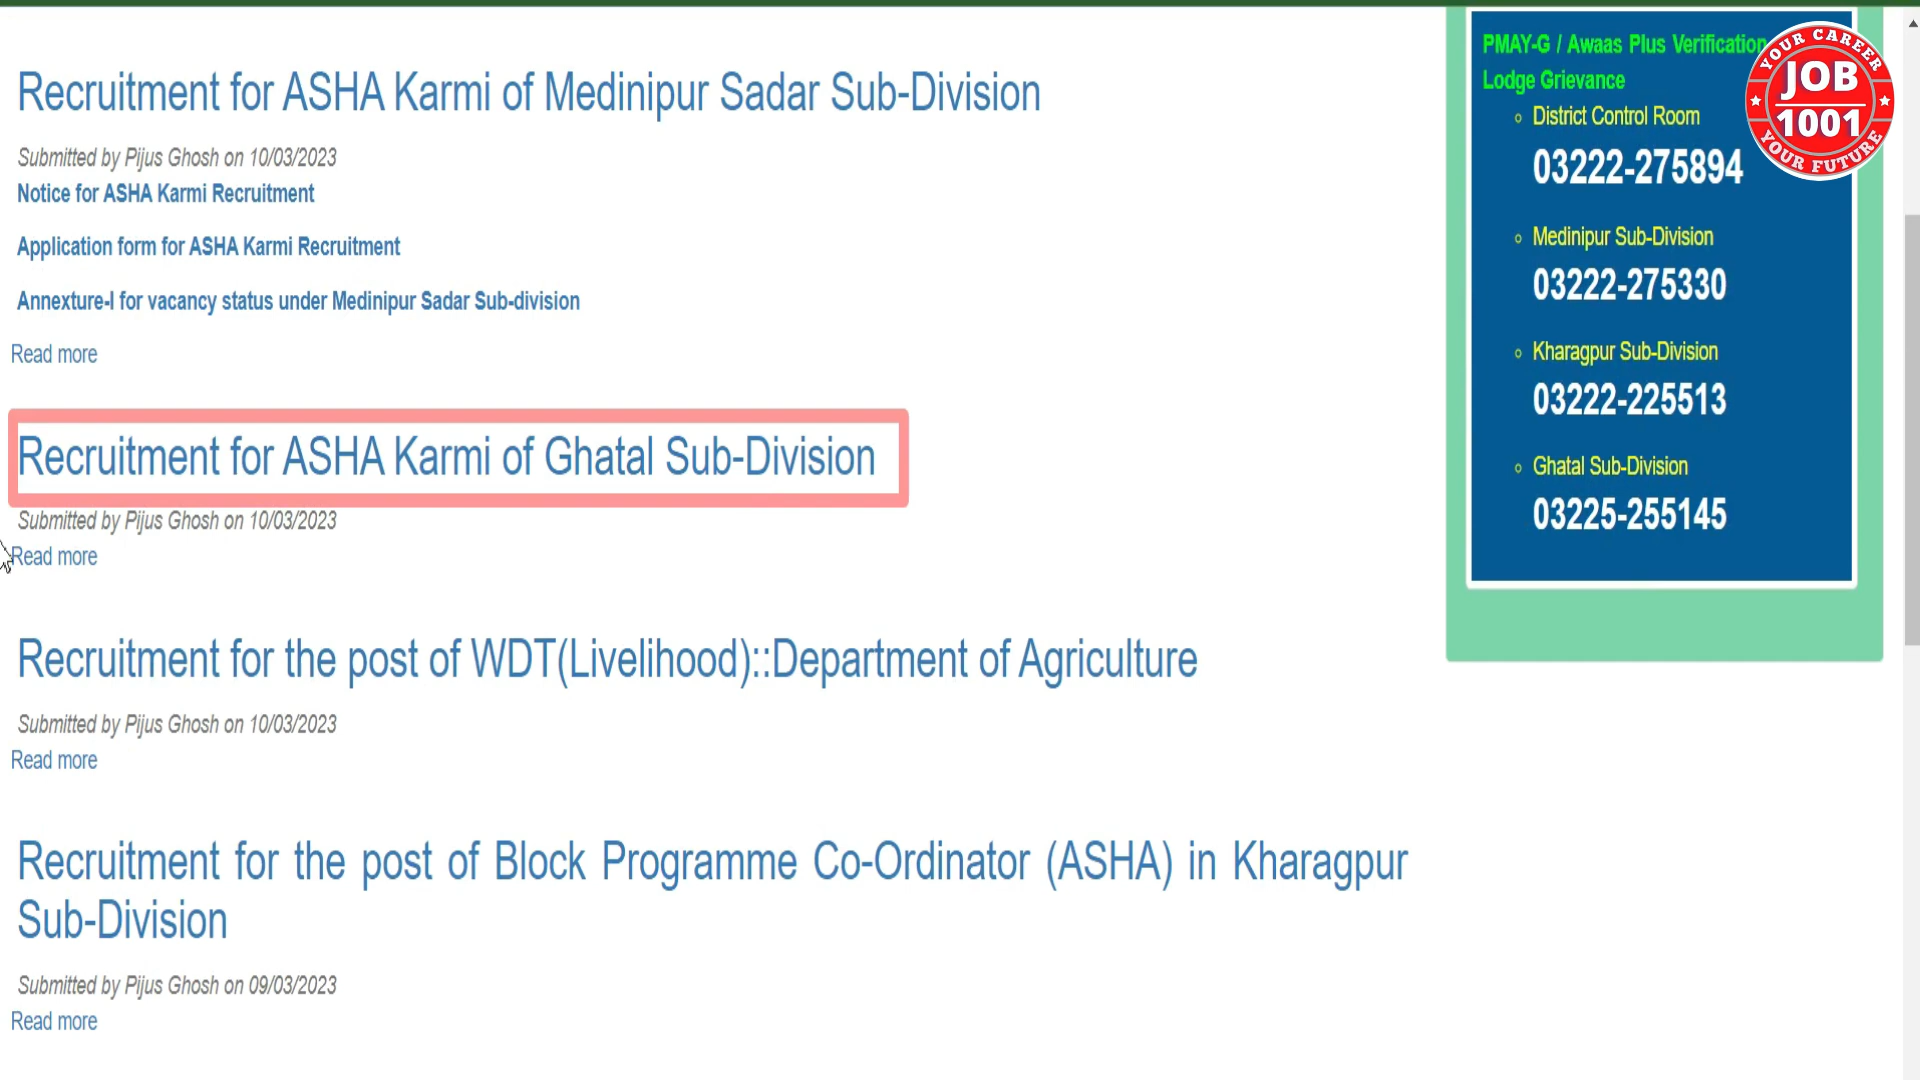 Recruitment for ASHA Karmi of Medinipur Sadar Sub-Division
Submitted by Pijus Ghosh on 10/03/2023
Notice for ASHA Karmi Recruitment
Application form for ASHA Karmi Recruitment
Annexture-I for vacancy status under Medinipur Sadar Sub-division
Read more
Recruitment for ASHA Karmi of Ghatal Sub-Division
Submitted by Pijus Ghosh on 10/03/2023
Read more
Recruitment for the post of WDT(Livelihood)::Department of Agriculture
Submitted by Pijus Ghosh on 10/03/2023
Read more
Recruitment for the post of Block Programme Co-Ordinator (ASHA) in Kharagpur
Sub-Division
Submitted by Pijus Ghosh on 09/03/2023
Read more
PMAY-G / Awaas Plus Verification
Lodge Grievance
District Control Room
03222-275894
Medinipur Sub-Division
03222-275330
Kharagpur Sub-Division
03222-225513
Ghatal Sub-Division
03225-255145
YOUR CAREER
JOB
1001
YOUR FUTURE